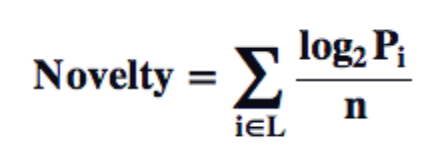 Novelty = ∑ i∈L log₂ Pᵢ / n